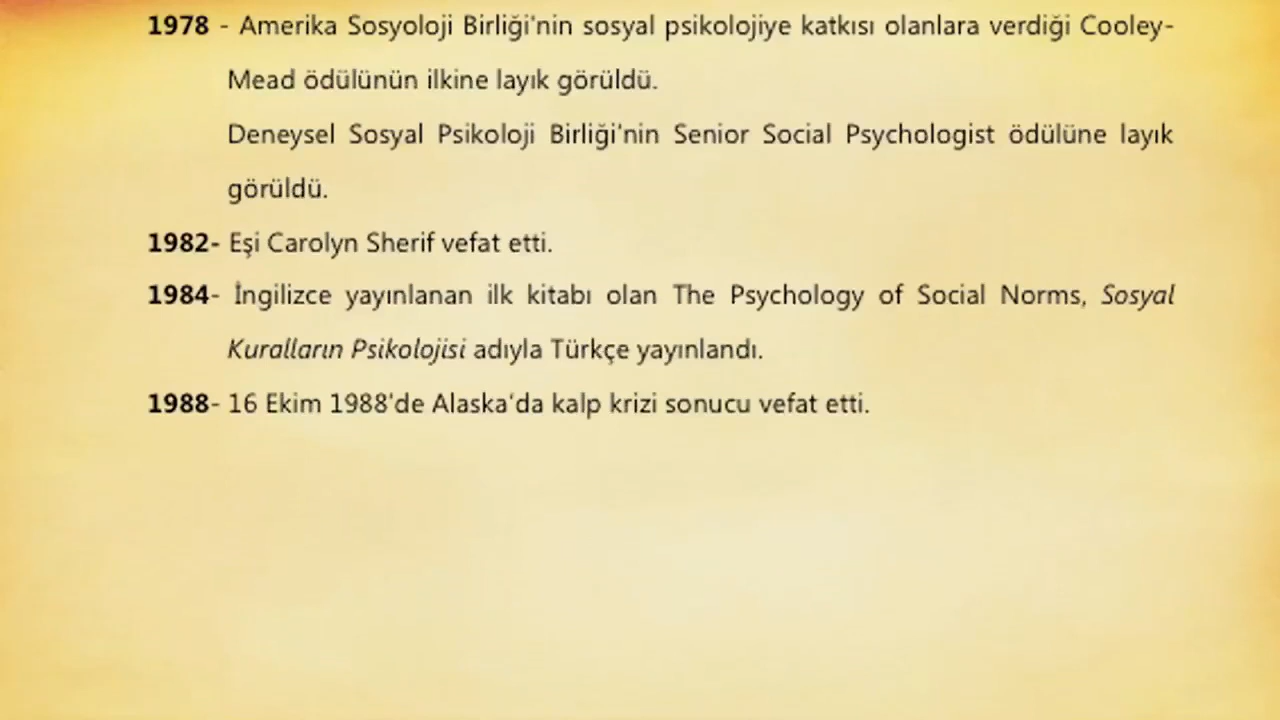 1978 - Amerika Sosyoloji Birliği'nin sosyal psikolojiye katkısı olanlara verdiği Cooley-
Mead ödülünün ilkine layık görüldü.
Deneysel Sosyal Psikoloji Birliği'nin Senior Social Psychologist ödülüne layık
görüldü.
1982- Eşi Carolyn Sherif vefat etti.
1984- İngilizce yayınlanan ilk kitabı olan The Psychology of Social Norms, Sosyal
Kuralların Psikolojisi adıyla Türkçe yayınlandı.
1988- 16 Ekim 1988'de Alaska'da kalp krizi sonucu vefat etti.